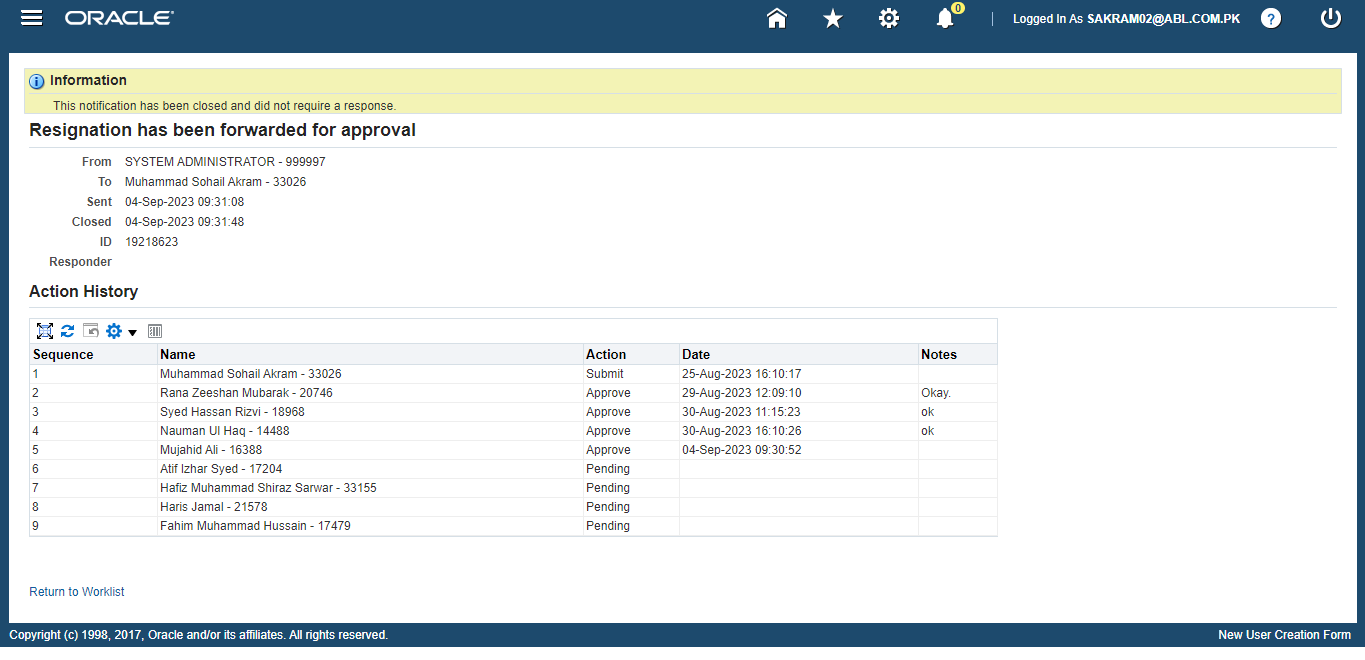 ORACLE
0
Logged In As SAKRAM02@ABL.COM.PK
?
Information
This notification has been closed and did not require a response.
Resignation has been forwarded for approval
From SYSTEM ADMINISTRATOR - 999997
To Muhammad Sohail Akram - 33026
Sent 04-Sep-2023 09:31:08
Closed 04-Sep-2023 09:31:48
ID 19218623
Responder
Action History
Sequence Name Action Date Notes
1 Muhammad Sohail Akram - 33026 Submit 25-Aug-2023 16:10:17
2 Rana Zeeshan Mubarak - 20746 Approve 29-Aug-2023 12:09:10 Okay.
3 Syed Hassan Rizvi - 18968 Approve 30-Aug-2023 11:15:23 ok
4 Nauman Ul Haq - 14488 Approve 30-Aug-2023 16:10:26 ok
5 Mujahid Ali - 16388 Approve 04-Sep-2023 09:30:52
6 Atif Izhar Syed - 17204 Pending
7 Hafiz Muhammad Shiraz Sarwar - 33155 Pending
8 Haris Jamal - 21578 Pending
9 Fahim Muhammad Hussain - 17479 Pending
Return to Worklist
Copyright (c) 1998, 2017, Oracle and/or its affiliates. All rights reserved.
New User Creation Form